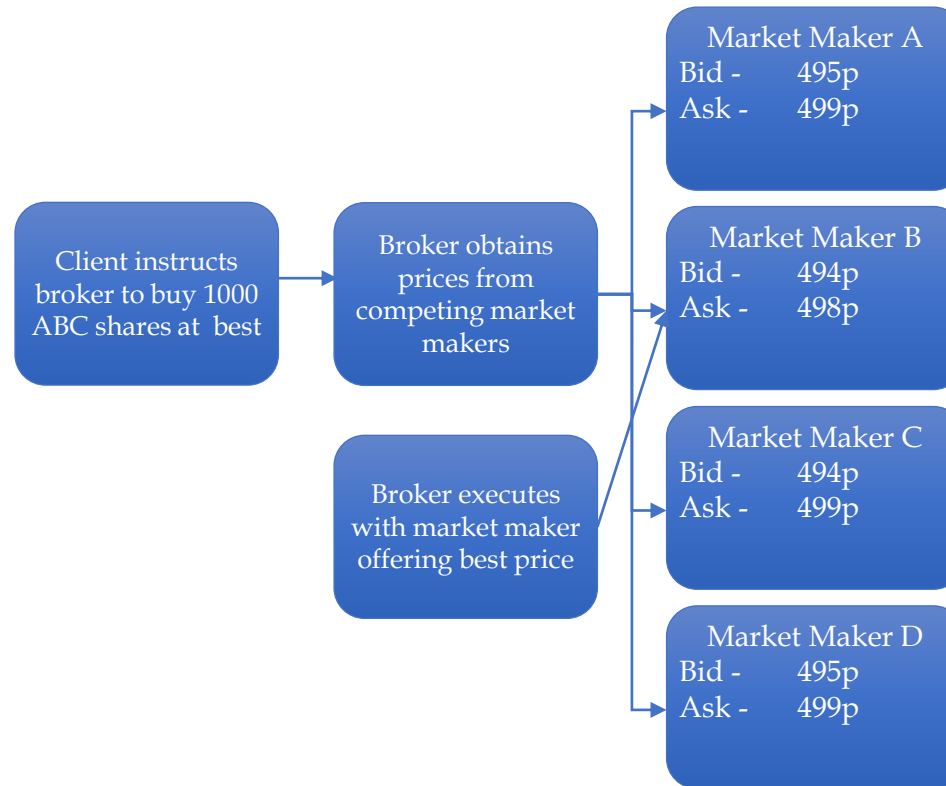 Client instructs
broker to buy 1000
ABC shares at best
Broker obtains
prices from
competing market
makers
Broker executes
with market maker
offering best price
Market Maker A
Bid - 495p
Ask - 499p
Market Maker B
Bid - 494p
Ask - 498p
Market Maker C
Bid - 494p
Ask - 499p
Market Maker D
Bid - 495p
Ask - 499p